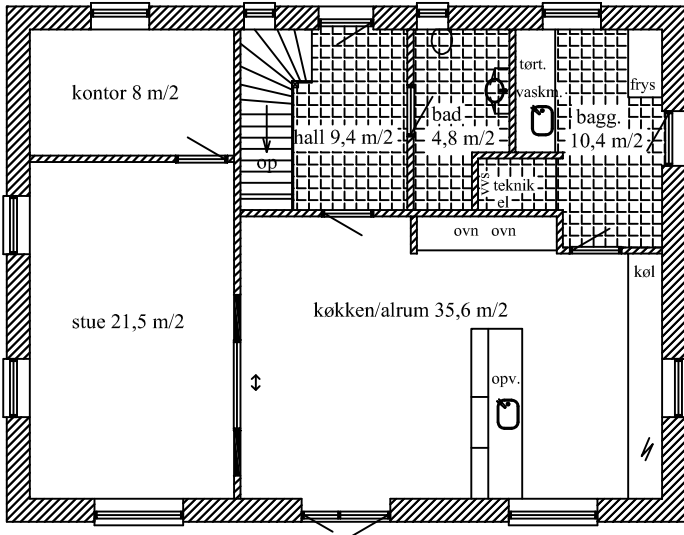 kontor 8 m/2
hall 9,4 m/2
op
bad.
4,8 m/2
tørt.
vaskm.
frys
bagg.
10,4 m/2
vvs
teknik
el
ovn ovn
køl
stue 21,5 m/2
køkken/alrum 35,6 m/2
opv.